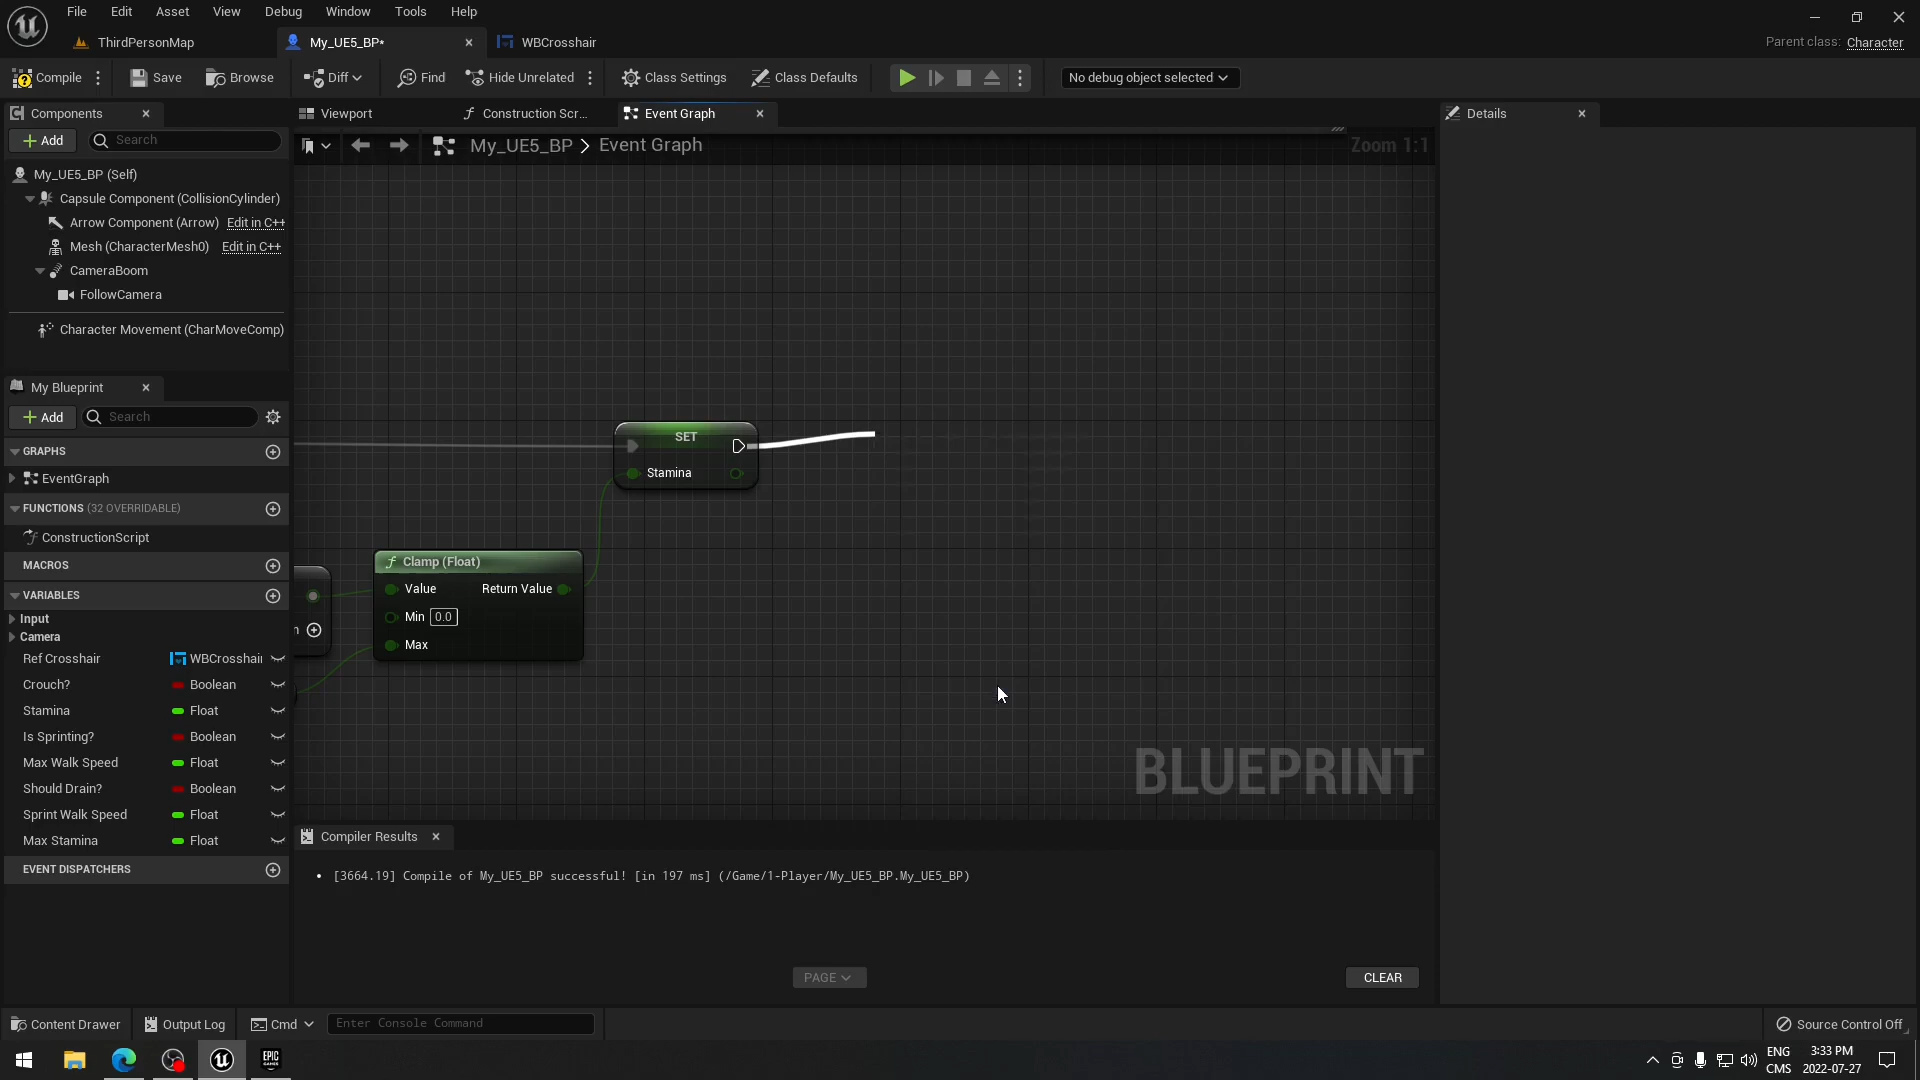 File Edit Asset View Debug Window Tools Help
ThirdPersonMap My_UE5_BP* WBCrosshair
Parent class: Character
Compile Save Browse Diff Find Hide Unrelated Class Settings Class Defaults No debug object selected
Components Viewport Construction Scr... Event Graph Details
Add Search
My_UE5_BP > Event Graph Zoom 1:1
My_UE5_BP (Self)
Capsule Component (CollisionCylinder)
Arrow Component (Arrow) Edit in C++
Mesh (CharacterMesh0) Edit in C++
CameraBoom
FollowCamera
Character Movement (CharMoveComp)
My Blueprint
Add Search
GRAPHS
EventGraph
FUNCTIONS (32 OVERRIDABLE)
ConstructionScript
MACROS
VARIABLES
Input
Camera
Ref Crosshair WBCrosshai
Crouch? Boolean
Stamina Float
Is Sprinting? Boolean
Max Walk Speed Float
Should Drain? Boolean
Sprint Walk Speed Float
Max Stamina Float
EVENT DISPATCHERS
SET
Stamina
Clamp (Float)
Value Return Value
Min 0.0
Max
n
BLUEPRINT
Compiler Results
• [3664.19] Compile of My_UE5_BP successful! [in 197 ms] (/Game/1-Player/My_UE5_BP.My_UE5_BP)
PAGE CLEAR
Content Drawer Output Log Cmd Enter Console Command Source Control Off
EPIC
GAMES
ENG
CMS
3:33 PM
2022-07-27